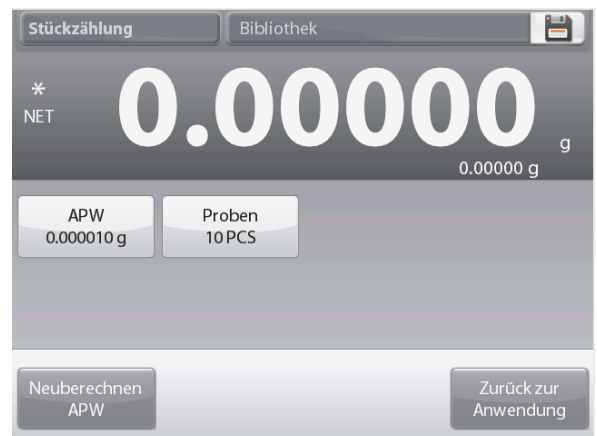 Stückzählung
Bibliothek
*
NET
0.00000 g
0.00000 g
APW
0.000010 g
Proben
10 PCS
Neuberechnen
APW
Zurück zur
Anwendung